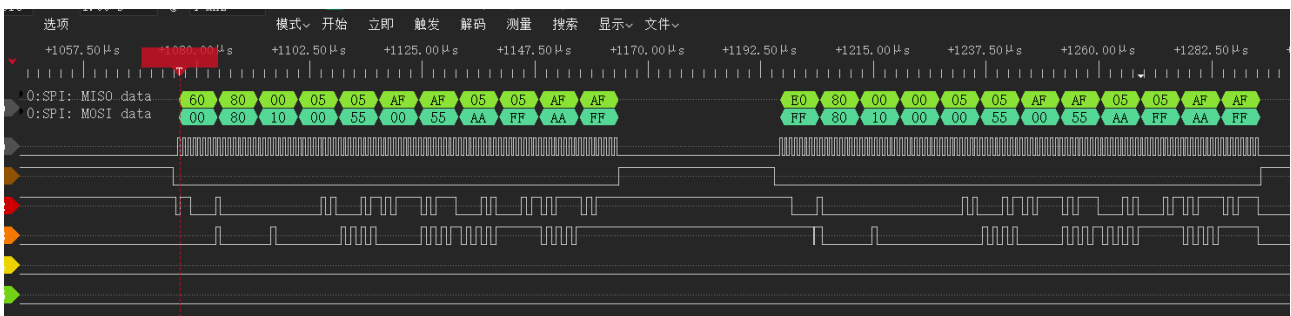 选项 模式 开始 立即 触发 解码 测量 搜索 显示 文件
+1057.50μs +1080.00μs +1102.50μs +1125.00μs +1147.50μs +1170.00μs +1192.50μs +1215.00μs +1237.50μs +1260.00μs +1282.50μs
T
0:SPI: MISO data 60 80 00 05 05 AF AF 05 05 AF AF E0 80 00 00 05 05 AF AF 05 05 AF AF
0:SPI: MOSI data 00 80 10 00 55 00 55 AA FF AA FF FF 80 10 00 00 55 00 55 AA FF AA FF